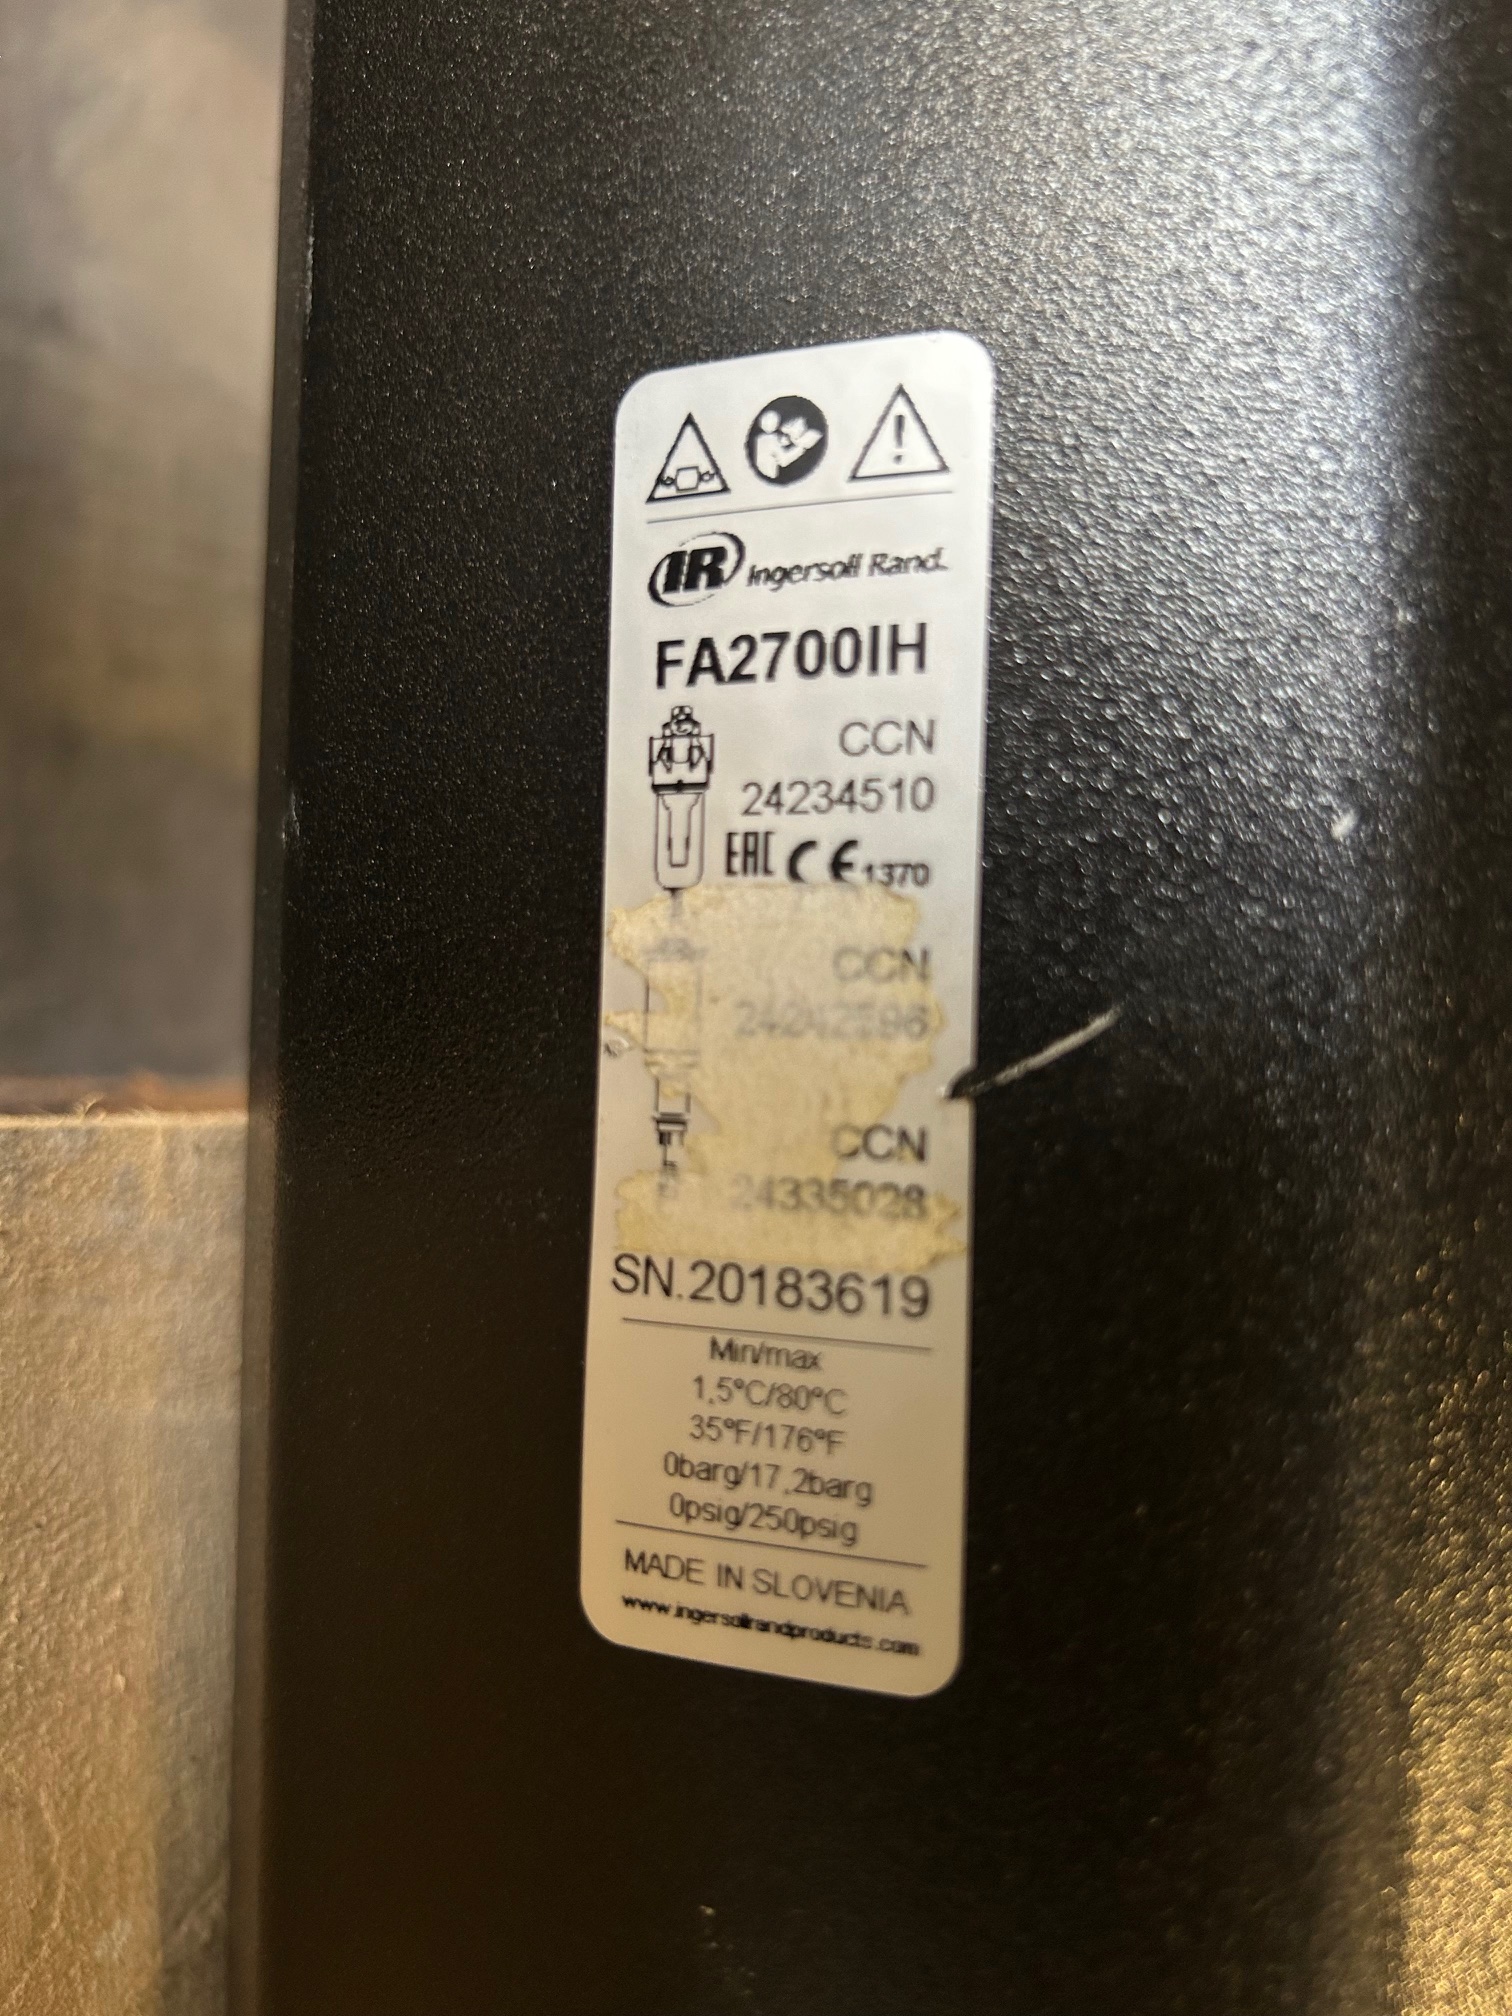 IR Ingersoll Rand.
FA2700IH
CCN
24234510
EAC CE 1370
CCN
CCN
24335028
SN.20183619
Min/max
1,5°C/80°C
35°F/176°F
0barg/17,2barg
0psig/250psig
MADE IN SLOVENIA
www.ingersollrandproducts.com